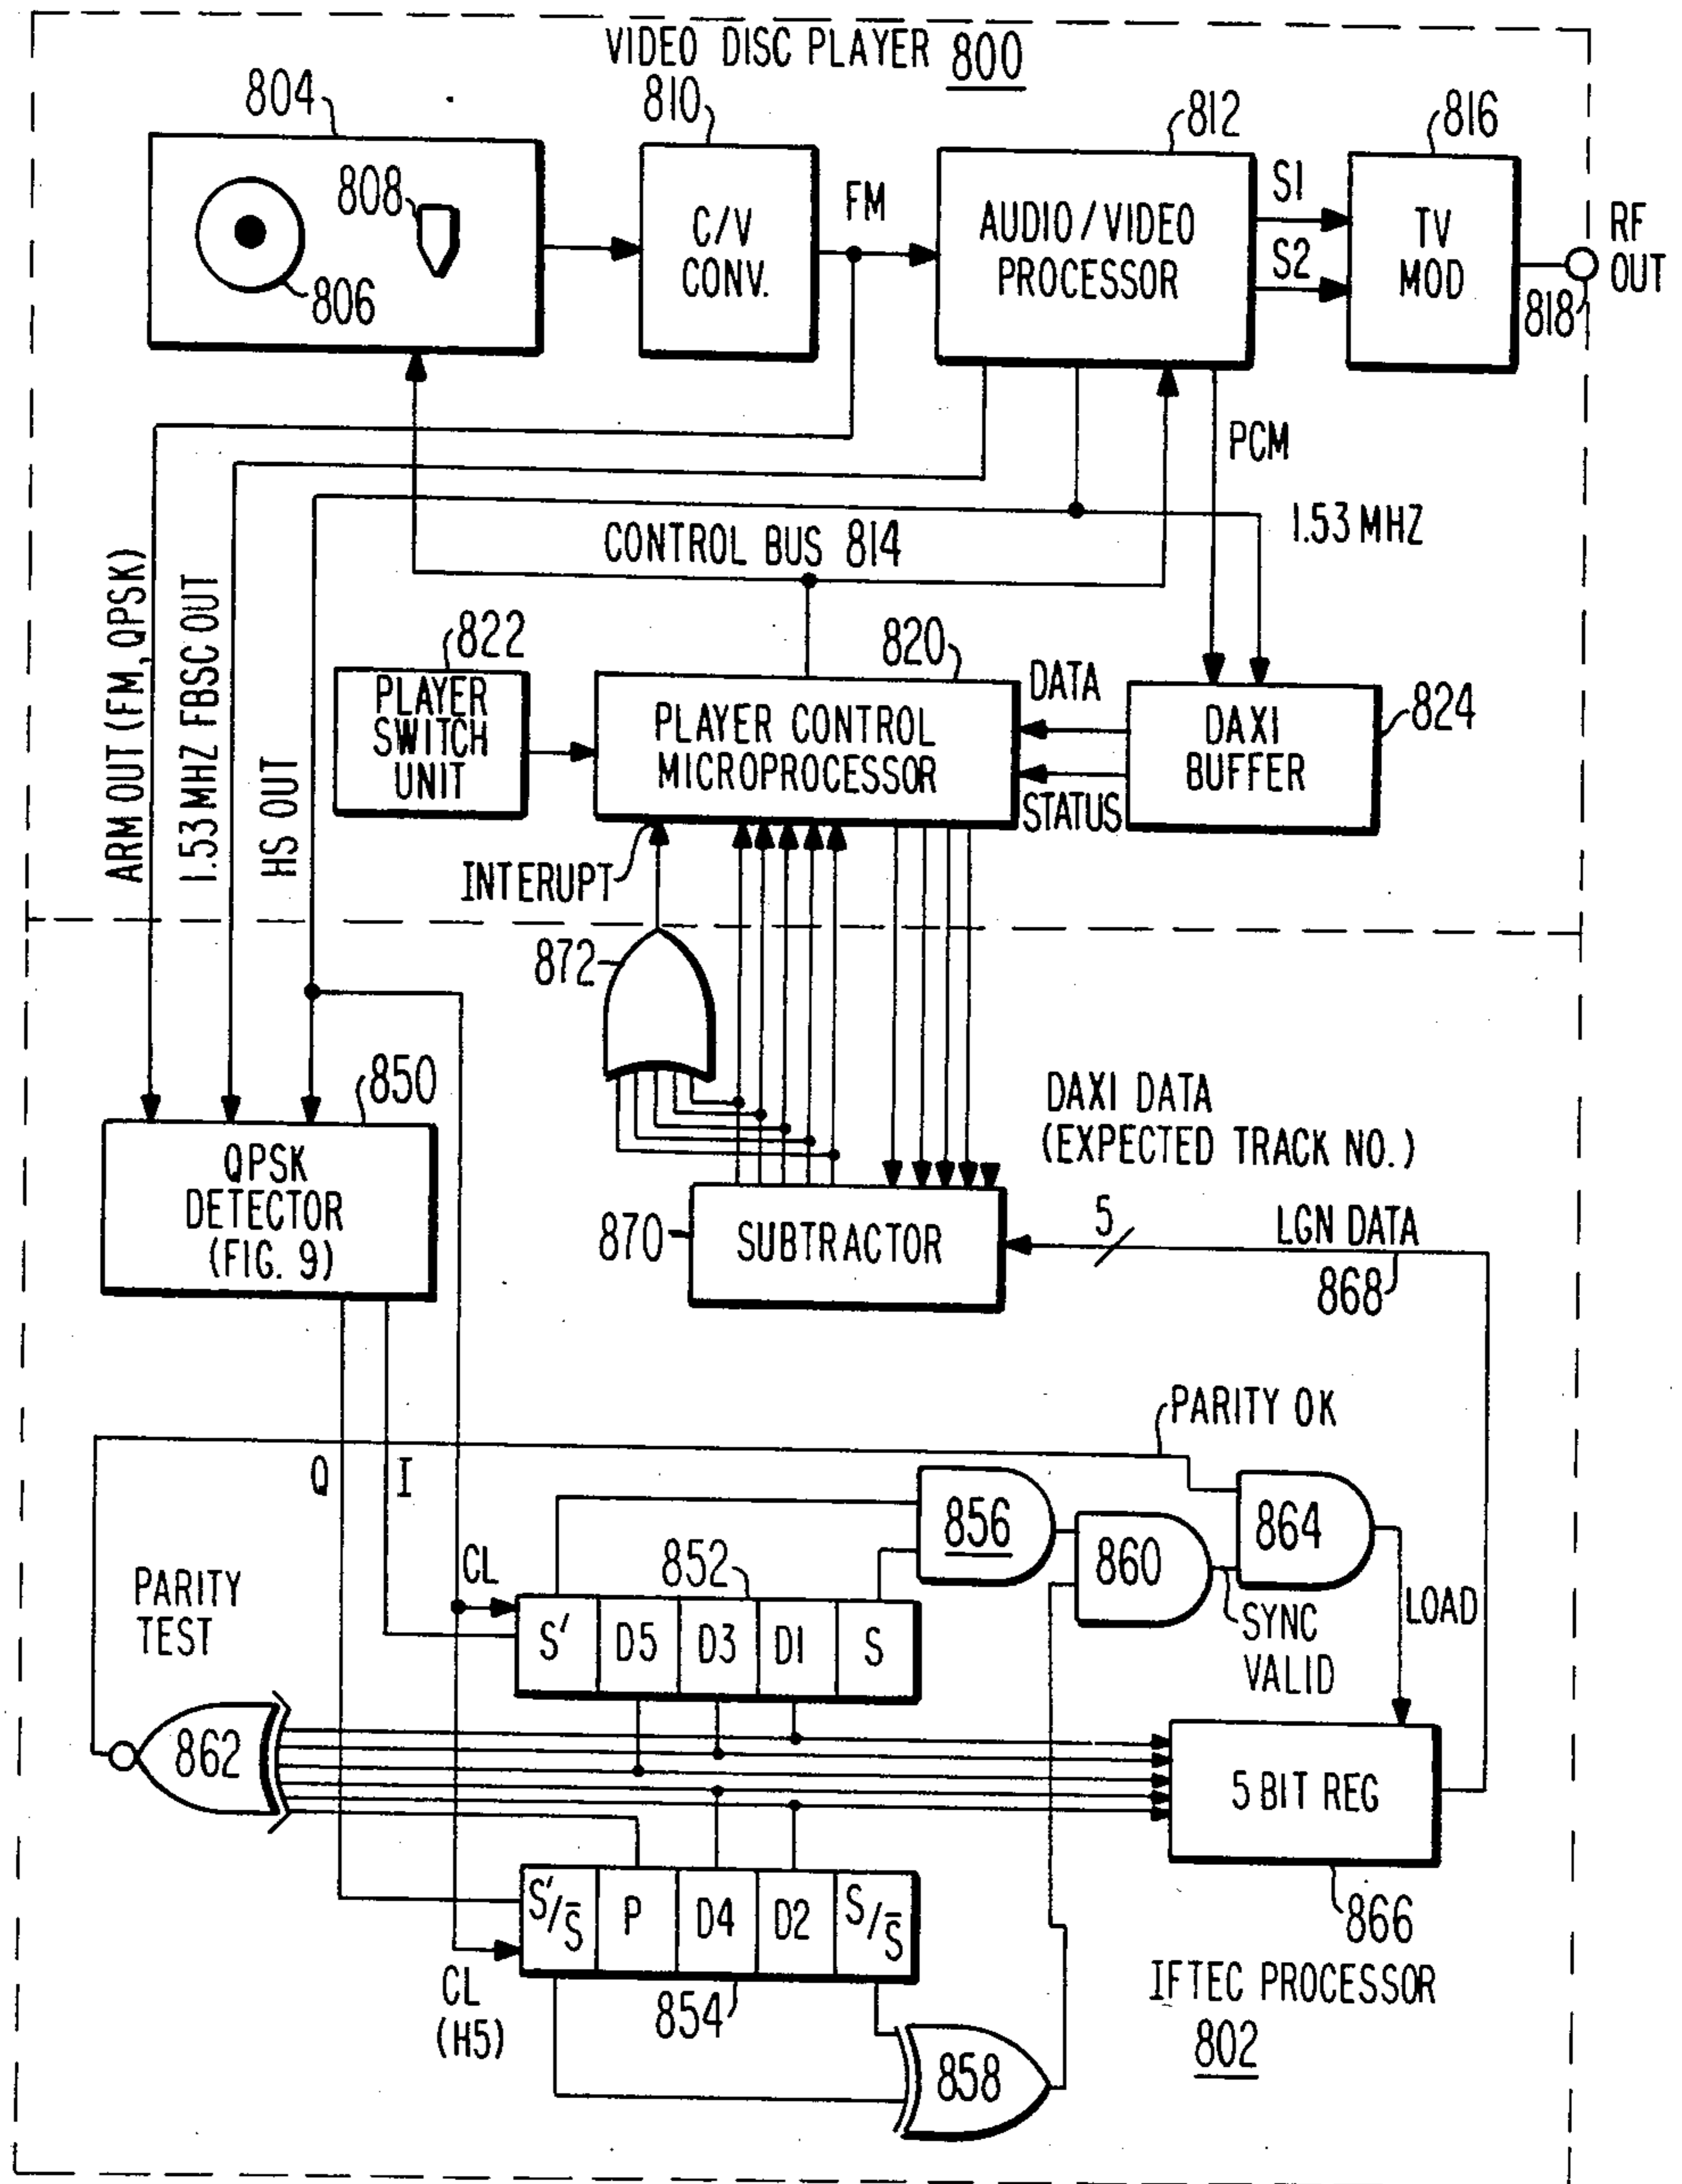 VIDEO DISC PLAYER 800
804
810
812
816
808
806
C/V
CONV.
FM
AUDIO/VIDEO
PROCESSOR
S1
S2
TV
MOD
RF
OUT
818
PCM
1.53 MHZ
CONTROL BUS 814
ARM OUT (FM, QPSK)
1.53 MHZ FBSC OUT
HS OUT
822
PLAYER
SWITCH
UNIT
820
PLAYER CONTROL
MICROPROCESSOR
DATA
STATUS
DAXI
BUFFER
824
INTERUPT
872
850
QPSK
DETECTOR
(FIG. 9)
DAXI DATA
(EXPECTED TRACK NO.)
870
SUBTRACTOR
5
LGN DATA
868
PARITY OK
Q
I
856
860
864
CL
852
PARITY
TEST
S' D5 D3 D1 S
SYNC
VALID
LOAD
862
5 BIT REG
866
S'/S̅ P D4 D2 S/S̅
CL
(H5)
854
858
IFTEC PROCESSOR
802